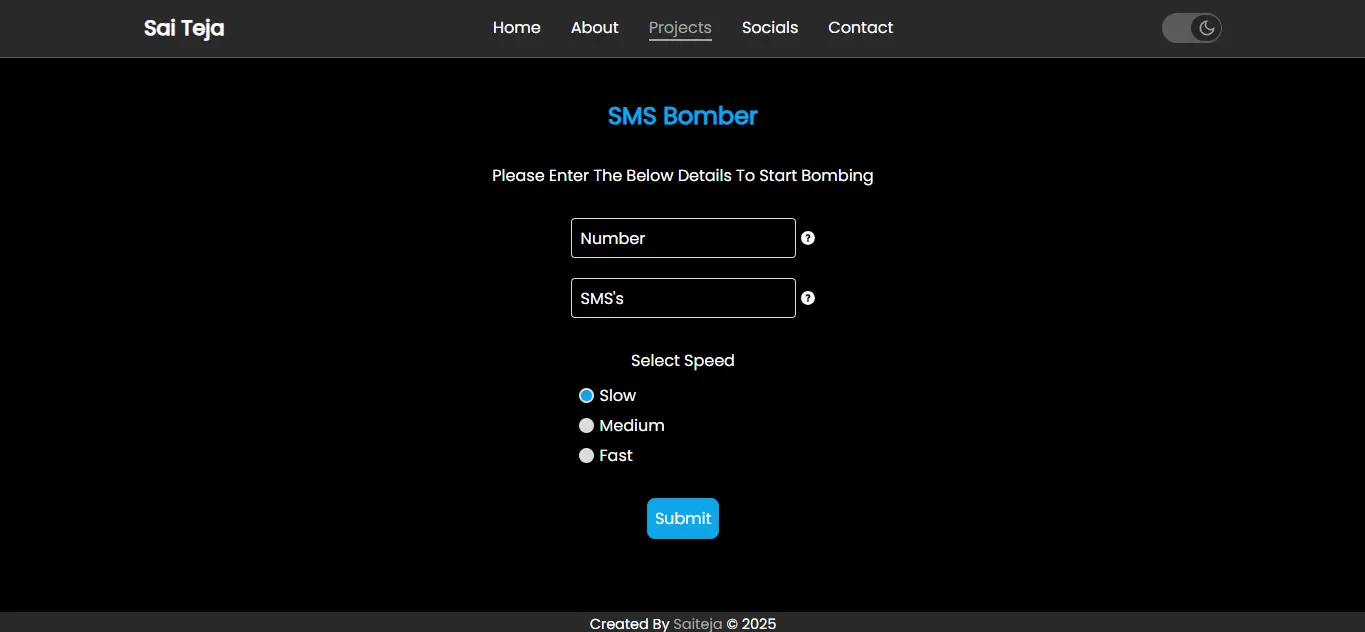 Sai Teja
Home About Projects Socials Contact
SMS Bomber
Please Enter The Below Details To Start Bombing
Number ?
SMS's ?
Select Speed
Slow
Medium
Fast
Submit
Created By Saiteja © 2025